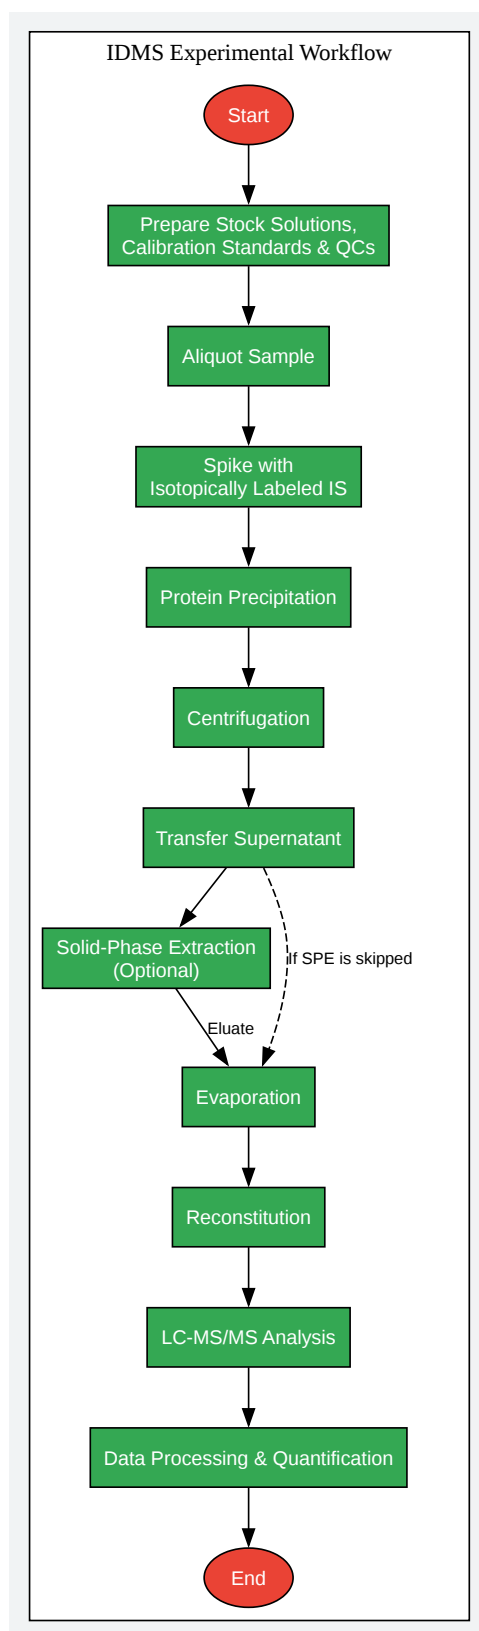 IDMS Experimental Workflow
Start
Prepare Stock Solutions,
Calibration Standards & QCs
Aliquot Sample
Spike with
Isotopically Labeled IS
Protein Precipitation
Centrifugation
Transfer Supernatant
Solid-Phase Extraction
(Optional)
If SPE is skipped
Eluate
Evaporation
Reconstitution
LC-MS/MS Analysis
Data Processing & Quantification
End